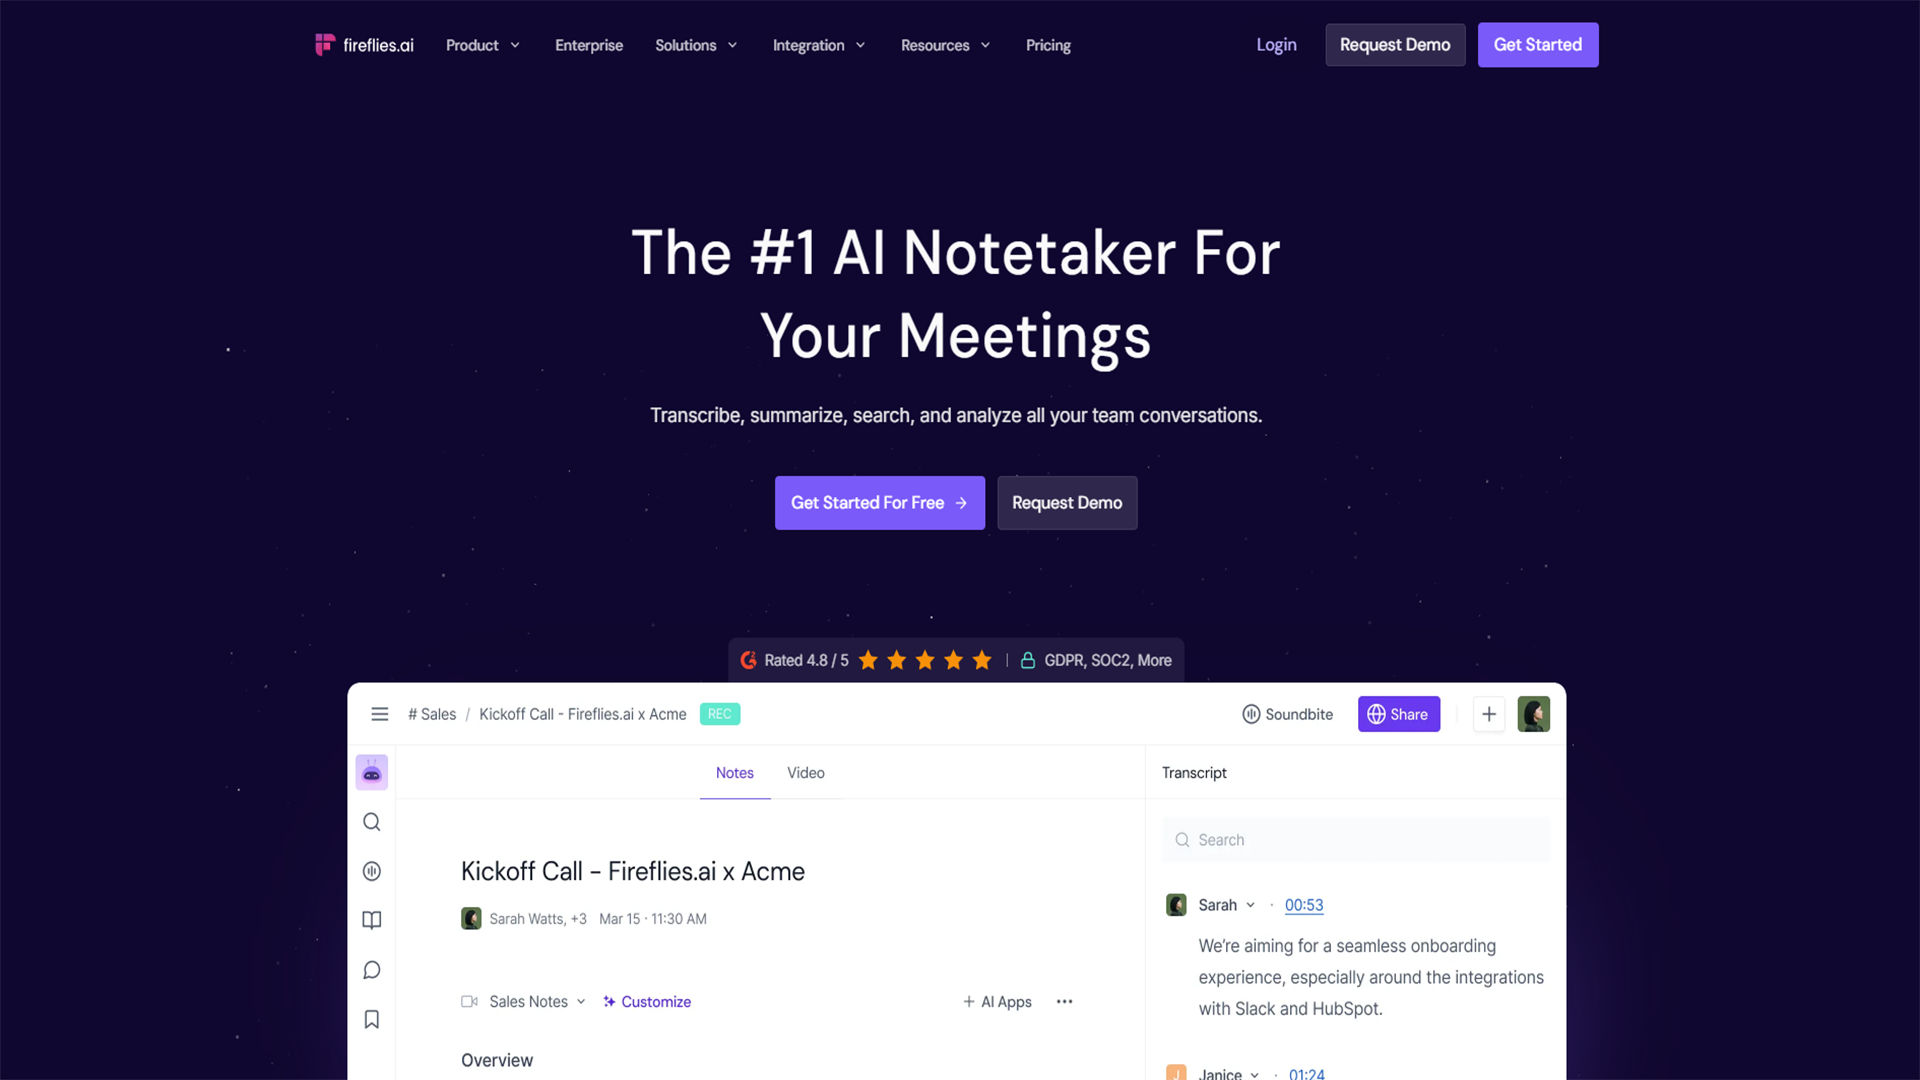 fireflies.ai
Product
Enterprise
Solutions
Integration
Resources
Pricing
Login
Request Demo
Get Started
The #1 AI Notetaker For
Your Meetings
Transcribe, summarize, search, and analyze all your team conversations.
Get Started For Free →
Request Demo
Rated 4.8 / 5
GDPR, SOC2, More
# Sales / Kickoff Call - Fireflies.ai x Acme
REC
Soundbite
Share
Notes
Video
Transcript
Search
Kickoff Call – Fireflies.ai x Acme
Sarah Watts, +3 Mar 15 · 11:30 AM
Sales Notes
Customize
+ AI Apps
Overview
Sarah · 00:53
We're aiming for a seamless onboarding
experience, especially around the integrations
with Slack and HubSpot.
J
Janice · 01:24